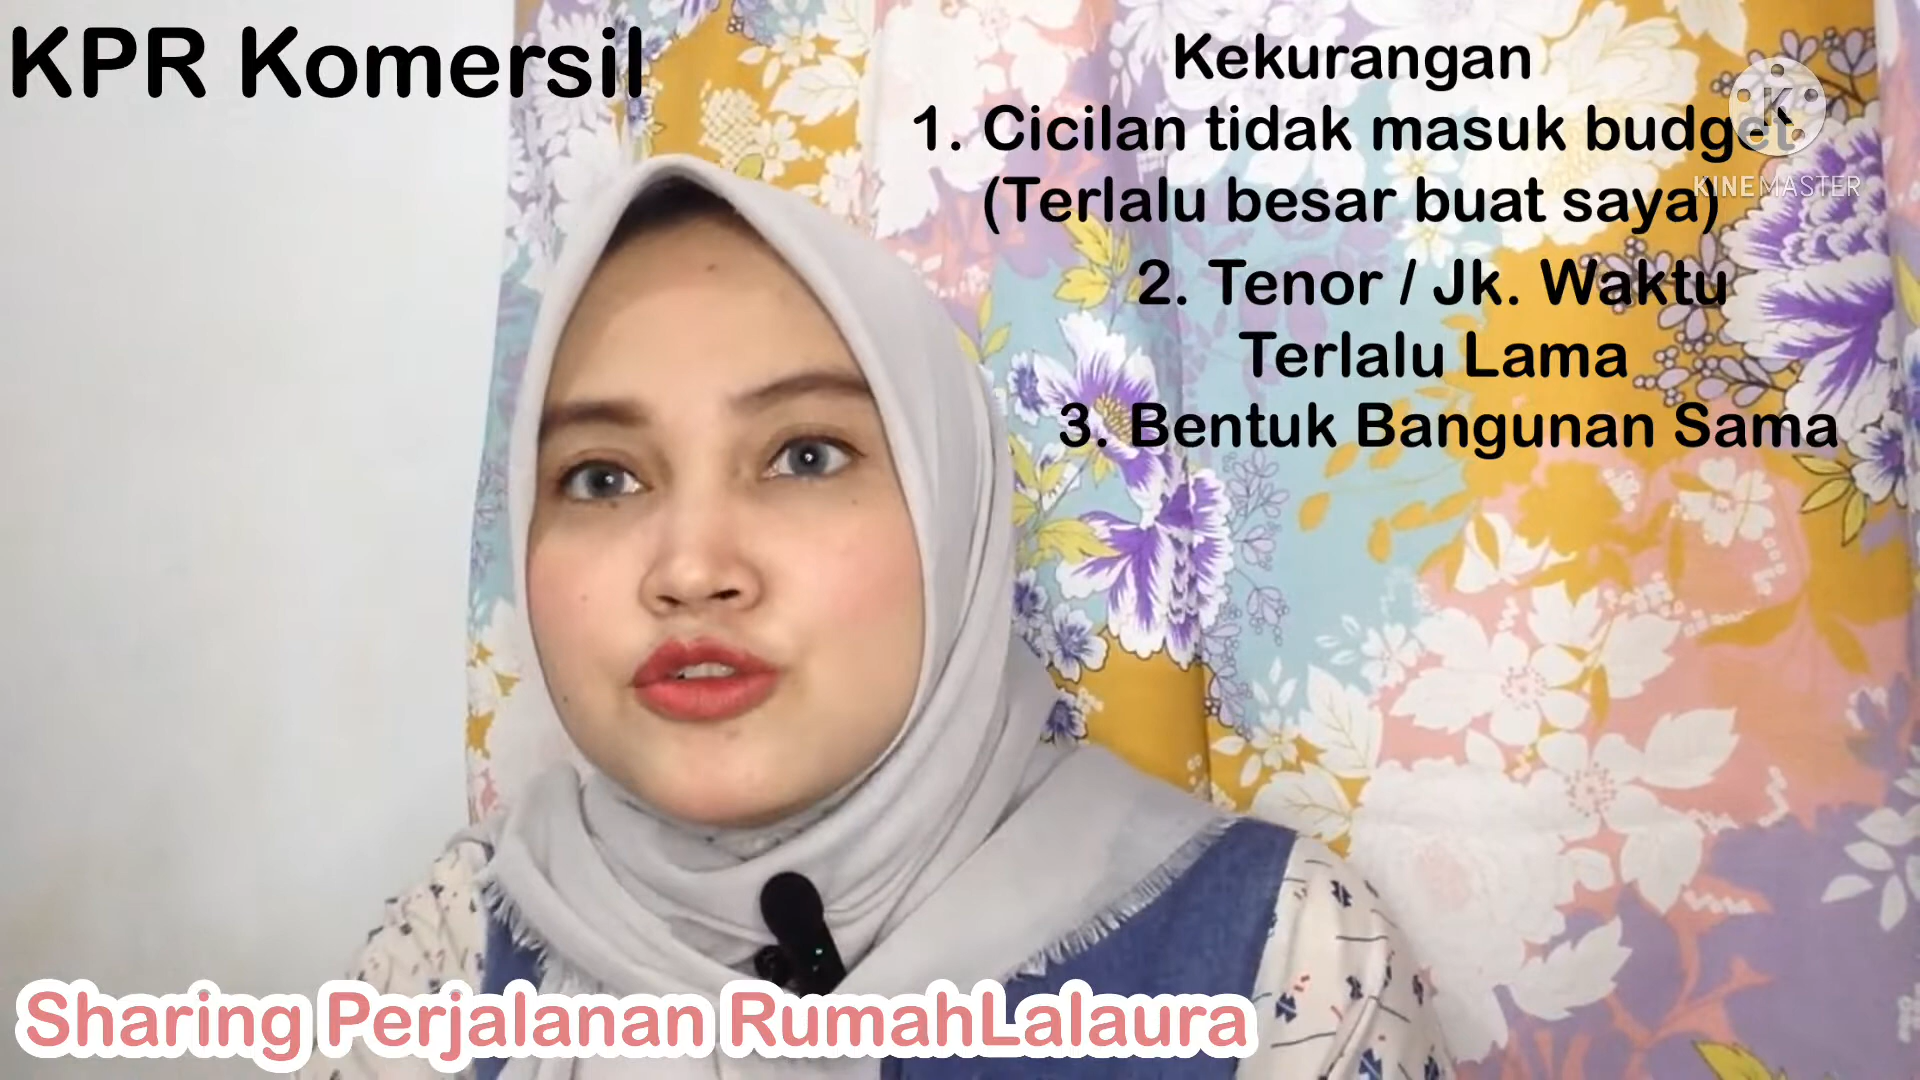 KPR Komersil
Kekurangan
1. Cicilan tidak masuk budget
(Terlalu besar buat saya)
2. Tenor / Jk. Waktu
Terlalu Lama
3. Bentuk Bangunan Sama
K
KINEMASTER
Sharing Perjalanan RumahLalaura